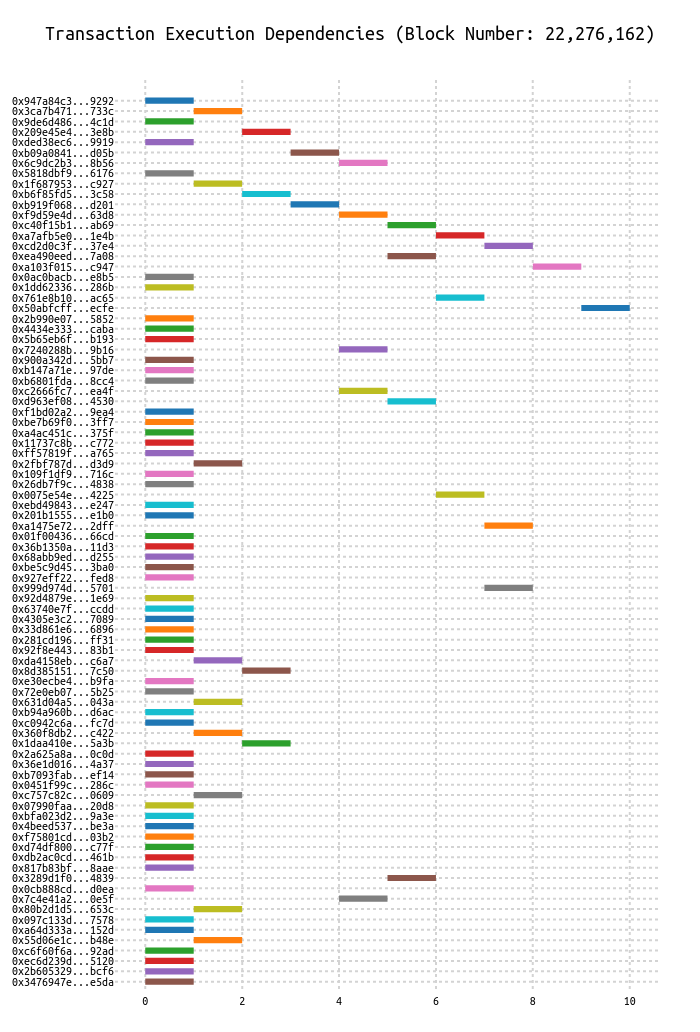 Transaction Execution Dependencies (Block Number: 22,276,162)
0x947a84c3...9292
0x3ca7b471...733c
0x9de6d486...4c1d
0x209e45e4...3e8b
0xded38ec6...9919
0xb09a0841...d05b
0x6c9dc2b3...8b56
0x5818dbf9...6176
0x1f687953...c927
0xb6f85fd5...3c58
0xb919f068...d201
0xf9d59e4d...63d8
0xc40f15b1...ab69
0xa7afb5e0...1e4b
0xcd2d0c3f...37e4
0xea490eed...7a08
0xa103f015...c947
0x0ac0bacb...e8b5
0x1dd62336...286b
0x761e8b10...ac65
0x50abfcff...ecfe
0x2b990e07...5852
0x4434e333...caba
0x5b65eb6f...b193
0x7240288b...9b16
0x900a342d...5bb7
0xb147a71e...97de
0xb6801fda...8cc4
0xc2666fc7...ea4f
0xd963ef08...4530
0xf1bd02a2...9ea4
0xbe7b69f0...3ff7
0xa4ac451c...375f
0x11737c8b...c772
0xff57819f...a765
0x2fbf787d...d3d9
0x109f1df9...716c
0x26db7f9c...4838
0x0075e54e...4225
0xebd49843...e247
0x201b1555...e1b0
0xa1475e72...2dff
0x01f00436...66cd
0x36b1350a...11d3
0x68abb9ed...d255
0xbe5c9d45...3ba0
0x927eff22...fed8
0x999d974d...5701
0x92d4879e...1e69
0x63740e7f...ccdd
0x4305e3c2...7089
0x33d861e6...6896
0x281cd196...ff31
0x92f8e443...83b1
0xda4158eb...c6a7
0x8d385151...7c50
0xe30ecbe4...b9fa
0x72e0eb07...5b25
0x631d04a5...043a
0xb94a960b...d6ac
0xc0942c6a...fc7d
0x360f8db2...c422
0x1daa410e...5a3b
0x2a625a8a...0c0d
0x36e1d016...4a37
0xb7093fab...ef14
0x0451f99c...286c
0xc757c82c...0609
0x07990faa...20d8
0xbfa023d2...9a3e
0x4beed537...be3a
0xf75801cd...03b2
0xd74df800...c77f
0xdb2ac0cd...461b
0x817b83bf...8aae
0x3289d1f0...4839
0x0cb888cd...d0ea
0x7c4e41a2...0e5f
0x80b2d1d5...653c
0x097c133d...7578
0xa64d333a...152d
0x55d06e1c...b48e
0xc6f60f6a...92ad
0xec6d239d...5120
0x2b605329...bcf6
0x3476947e...e5da
0 2 4 6 8 10